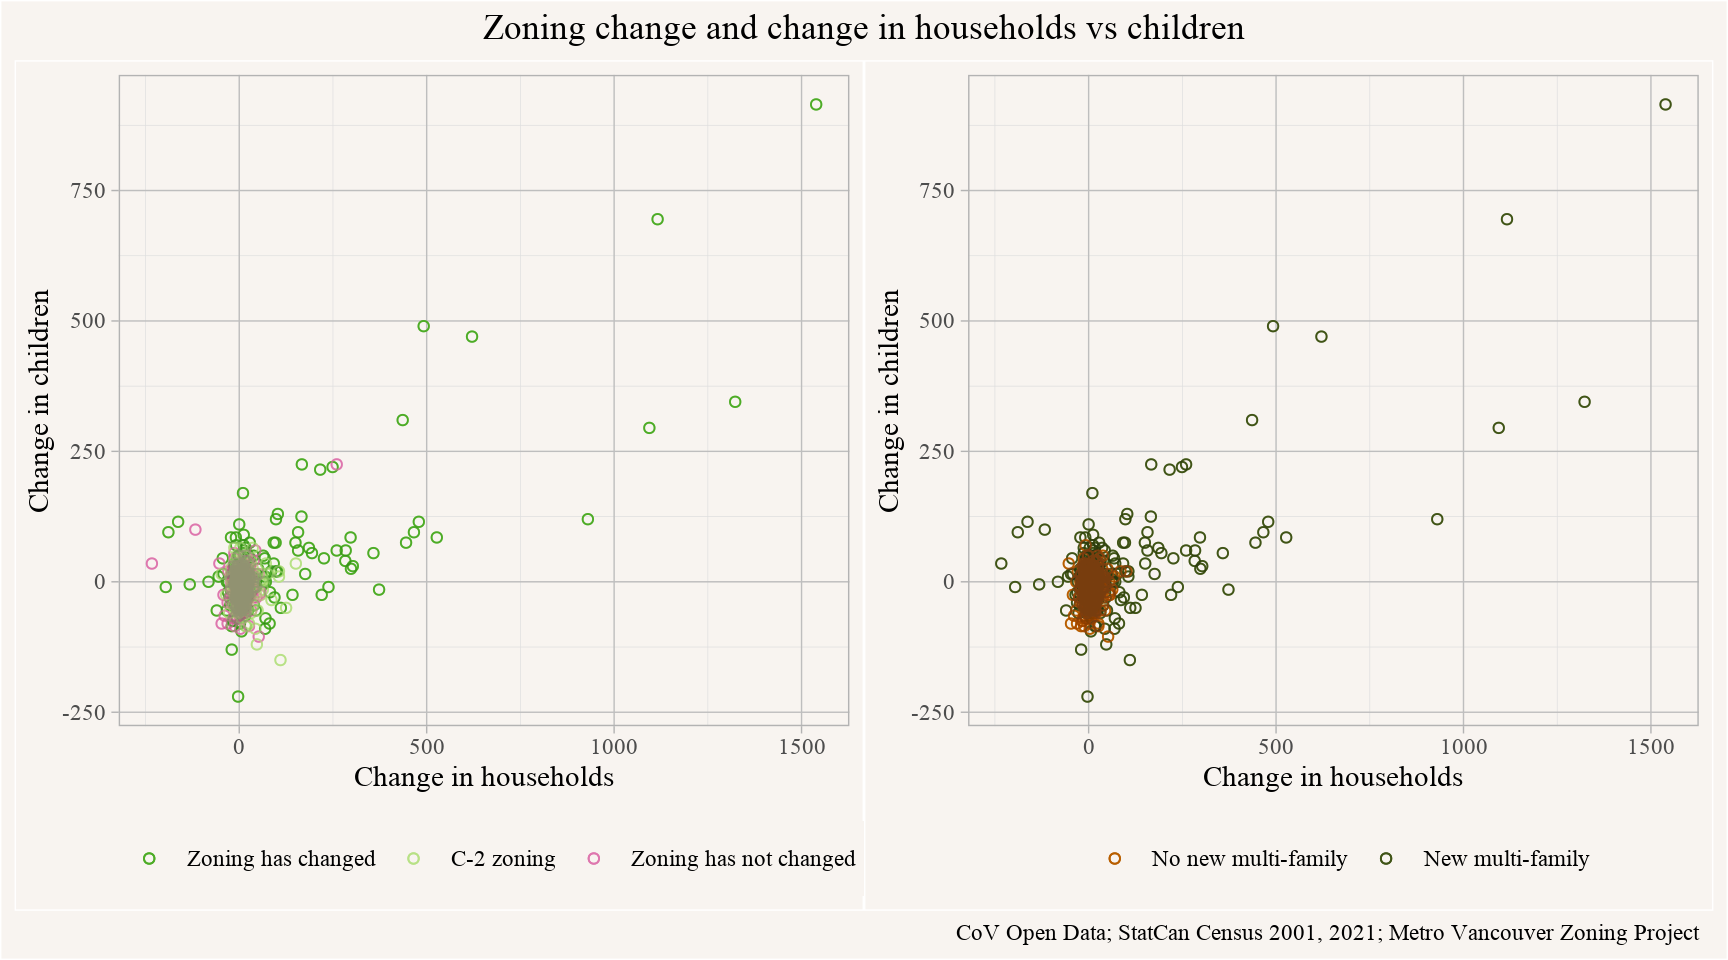 Zoning change and change in households vs children
Change in children
750
500
250
0
-250
0 500 1000 1500
Change in households
Zoning has changed C-2 zoning Zoning has not changed
Change in children
750
500
250
0
-250
0 500 1000 1500
Change in households
No new multi-family New multi-family
CoV Open Data; StatCan Census 2001, 2021; Metro Vancouver Zoning Project